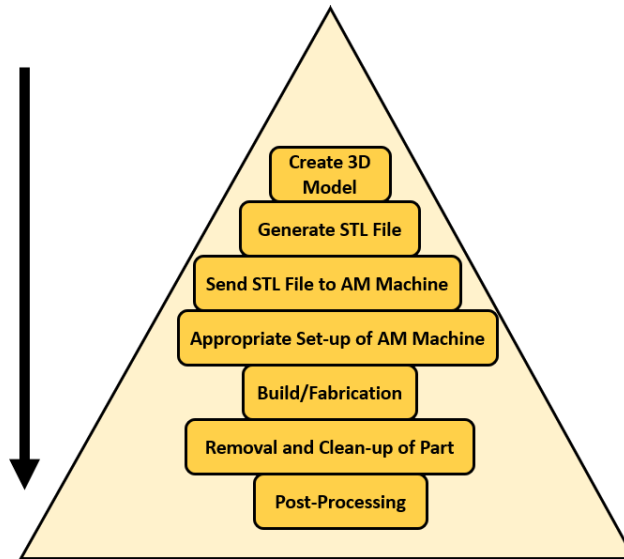 Create 3D
Model
Generate STL File
Send STL File to AM Machine
Appropriate Set-up of AM Machine
Build/Fabrication
Removal and Clean-up of Part
Post-Processing